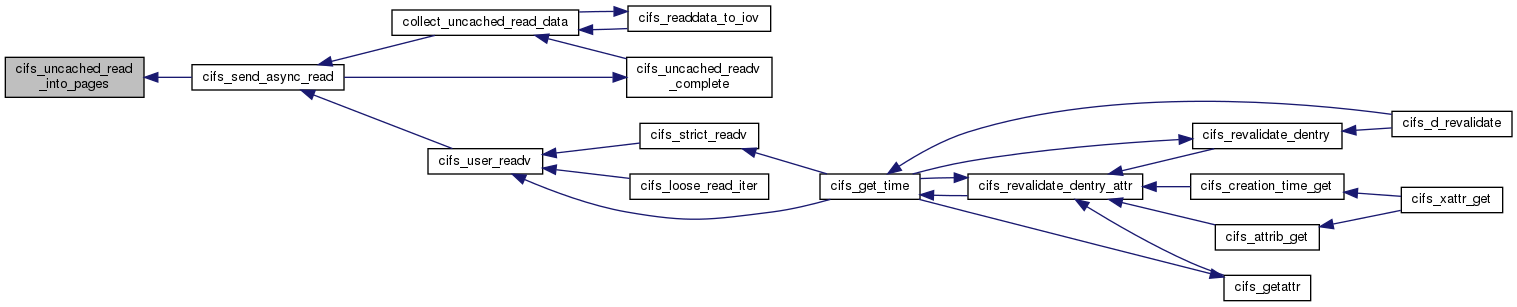 cifs_uncached_read
_into_pages
cifs_send_async_read
collect_uncached_read_data
cifs_readdata_to_iov
cifs_uncached_readv
_complete
cifs_user_readv
cifs_strict_readv
cifs_loose_read_iter
cifs_get_time
cifs_revalidate_dentry_attr
cifs_revalidate_dentry
cifs_d_revalidate
cifs_creation_time_get
cifs_xattr_get
cifs_attrib_get
cifs_getattr